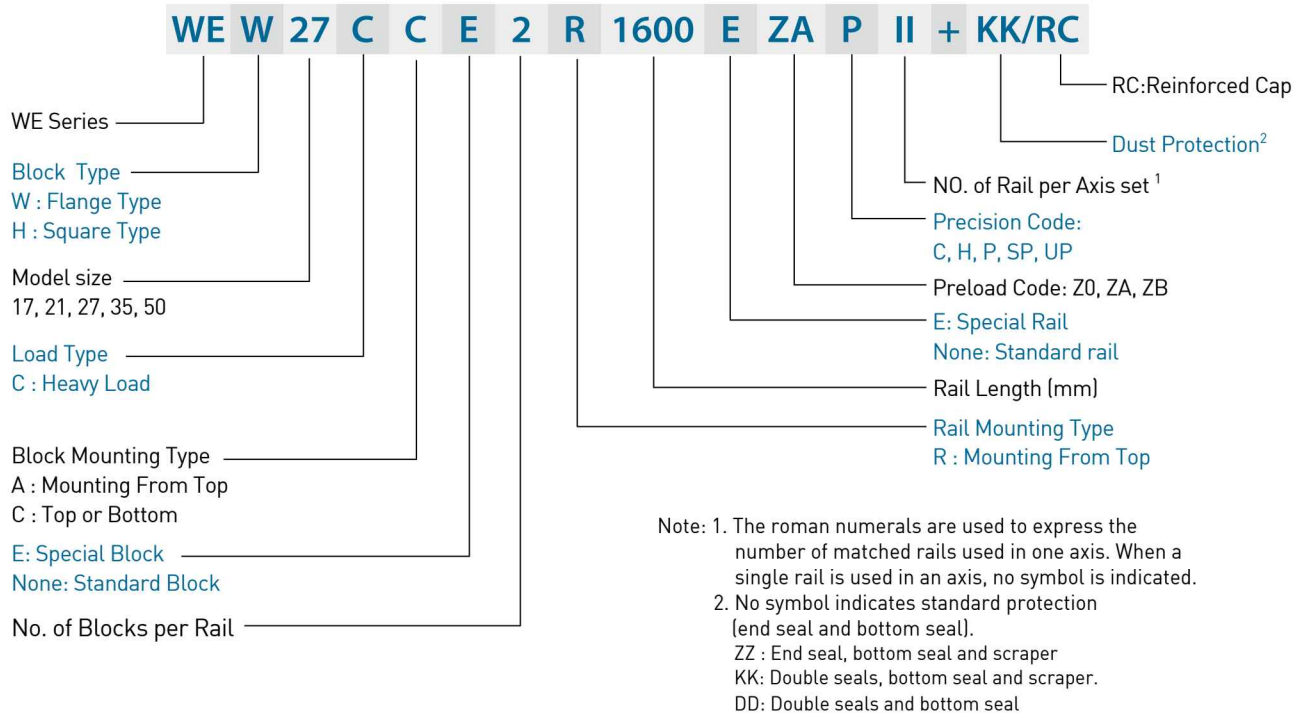 WE W 27 C C E 2 R 1600 E ZA P II + KK/RC
WE Series
Block Type
W : Flange Type
H : Square Type
Model size
17, 21, 27, 35, 50
Load Type
C : Heavy Load
Block Mounting Type
A : Mounting From Top
C : Top or Bottom
E: Special Block
None: Standard Block
No. of Blocks per Rail
RC:Reinforced Cap
Dust Protection²
NO. of Rail per Axis set ¹
Precision Code:
C, H, P, SP, UP
Preload Code: Z0, ZA, ZB
E: Special Rail
None: Standard rail
Rail Length (mm)
Rail Mounting Type
R : Mounting From Top
Note: 1. The roman numerals are used to express the
number of matched rails used in one axis. When a
single rail is used in an axis, no symbol is indicated.
2. No symbol indicates standard protection
(end seal and bottom seal).
ZZ : End seal, bottom seal and scraper
KK: Double seals, bottom seal and scraper.
DD: Double seals and bottom seal